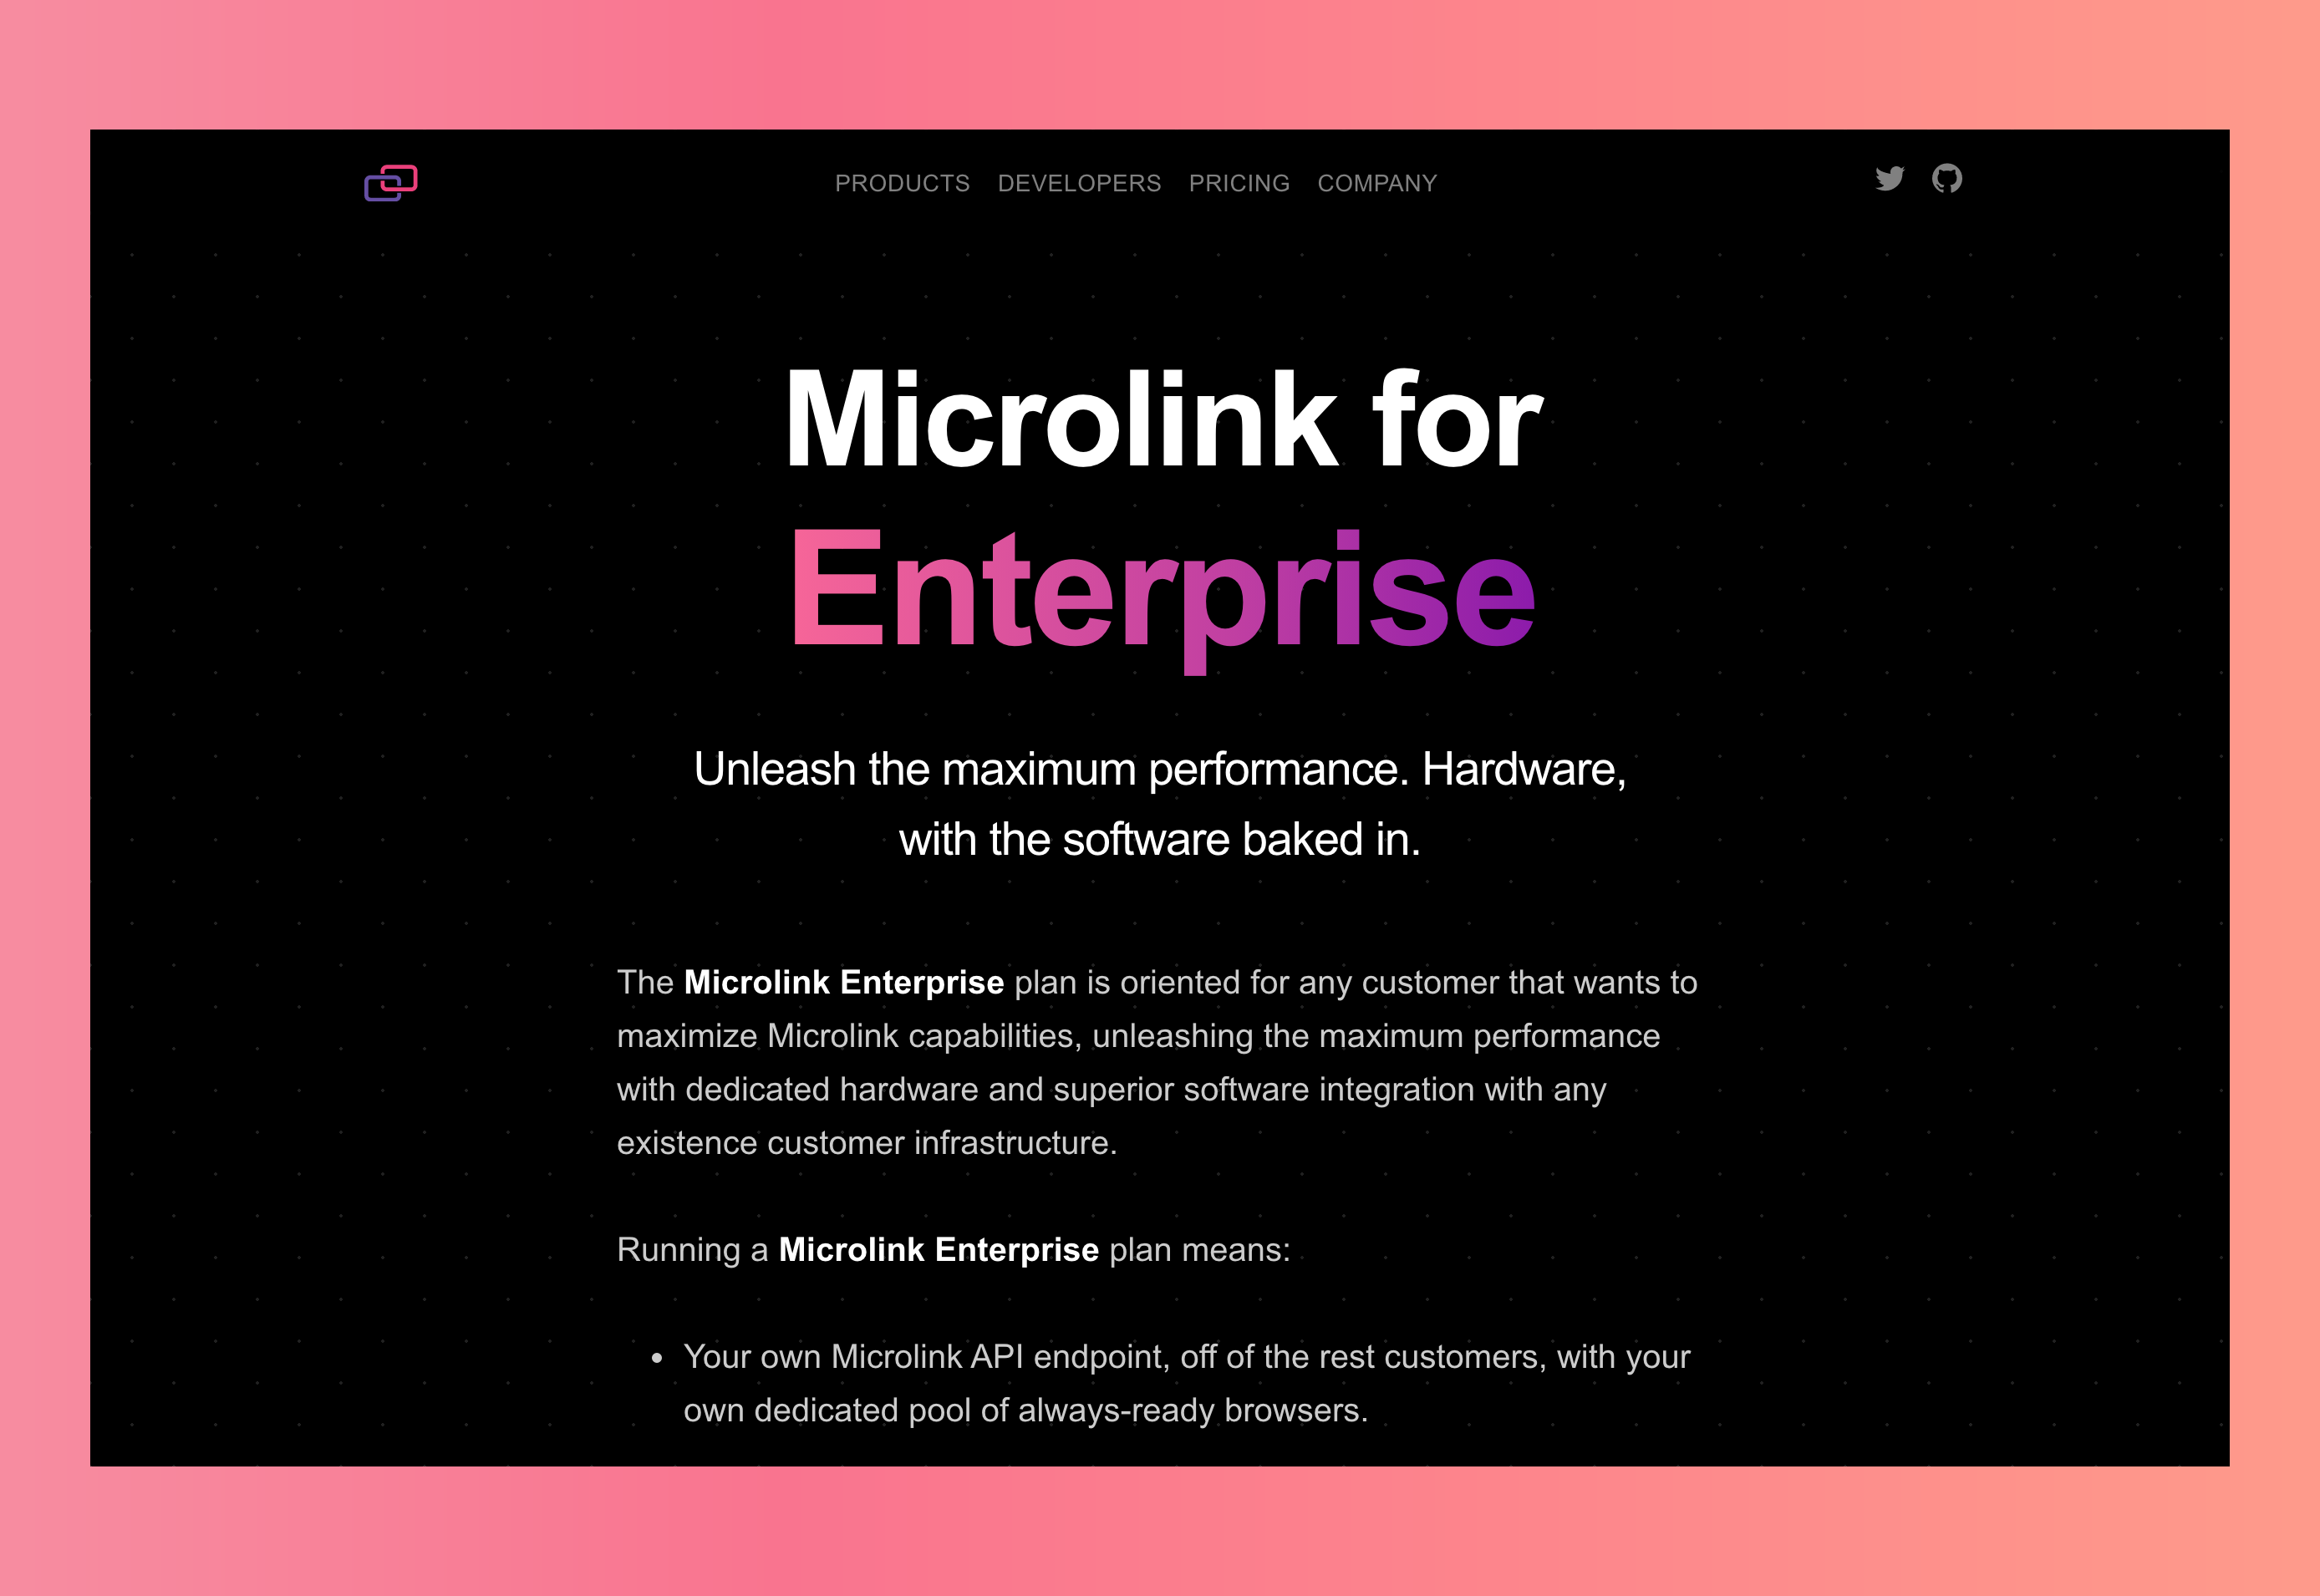 PRODUCTS DEVELOPERS PRICING COMPANY
Microlink for
Enterprise
Unleash the maximum performance. Hardware,
with the software baked in.
The Microlink Enterprise plan is oriented for any customer that wants to
maximize Microlink capabilities, unleashing the maximum performance
with dedicated hardware and superior software integration with any
existence customer infrastructure.
Running a Microlink Enterprise plan means:
• Your own Microlink API endpoint, off of the rest customers, with your
own dedicated pool of always-ready browsers.